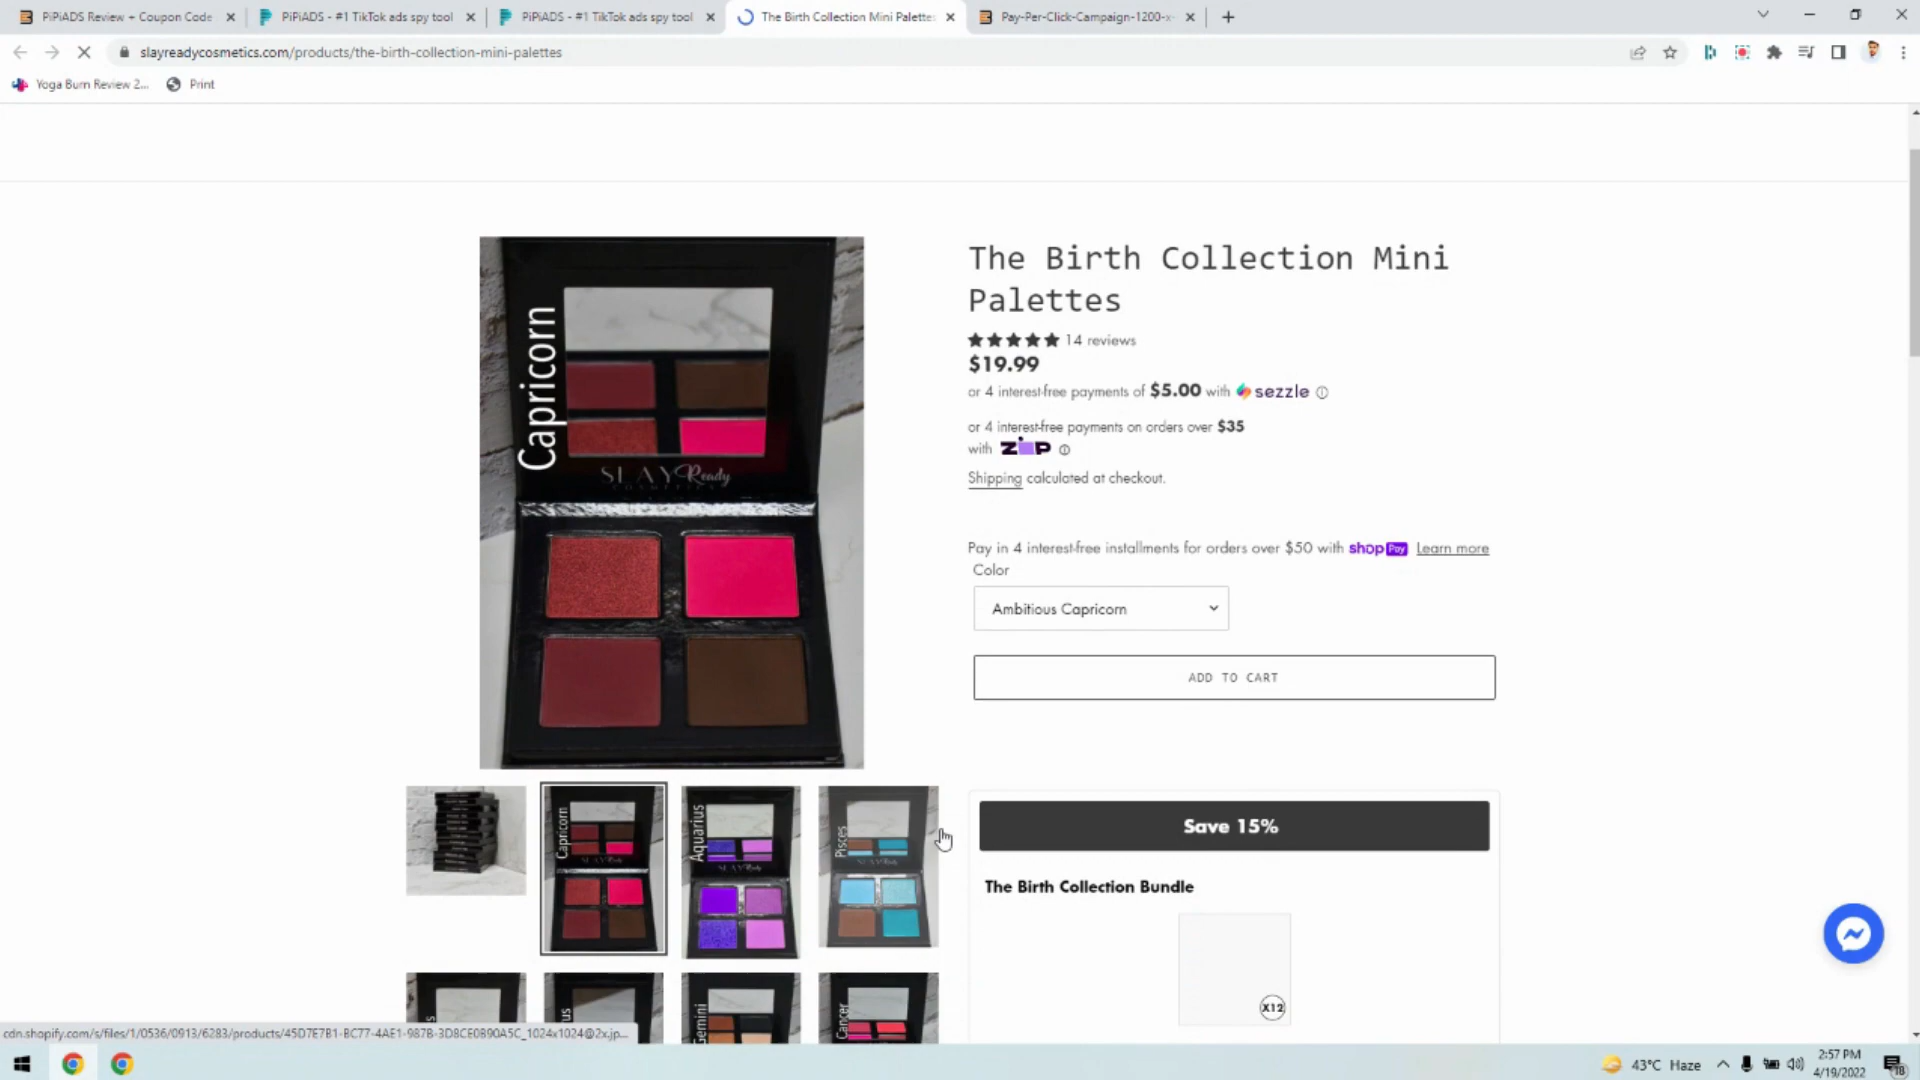 PiPiADS Review + Coupon Code
PiPiADS - #1 TikTok ads spy tool
PiPiADS - #1 TikTok ads spy tool
The Birth Collection Mini Palettes
Pay-Per-Click-Campaign-1200-x-
slayreadycosmetics.com/products/the-birth-collection-mini-palettes
Yoga Burn Review 2...
Print
Capricorn
SLAY Ready
COSMETICS
The Birth Collection Mini
Palettes
14 reviews
$19.99
or 4 interest-free payments of $5.00 with sezzle
or 4 interest-free payments on orders over $35
with ZIP
Shipping calculated at checkout.
Pay in 4 interest-free installments for orders over $50 with shop Pay Learn more
Color
Ambitious Capricorn
ADD TO CART
Capricorn
Aquarius
Pisces
Save 15%
The Birth Collection Bundle
X12
Gemini
Cancer
cdn.shopify.com/s/files/1/0536/0913/6283/products/45D7E7B1-BC77-4AE1-987B-3D8CE0B90A5C_1024x1024@2x.jp...
43°C Haze
2:57 PM
4/19/2022
18